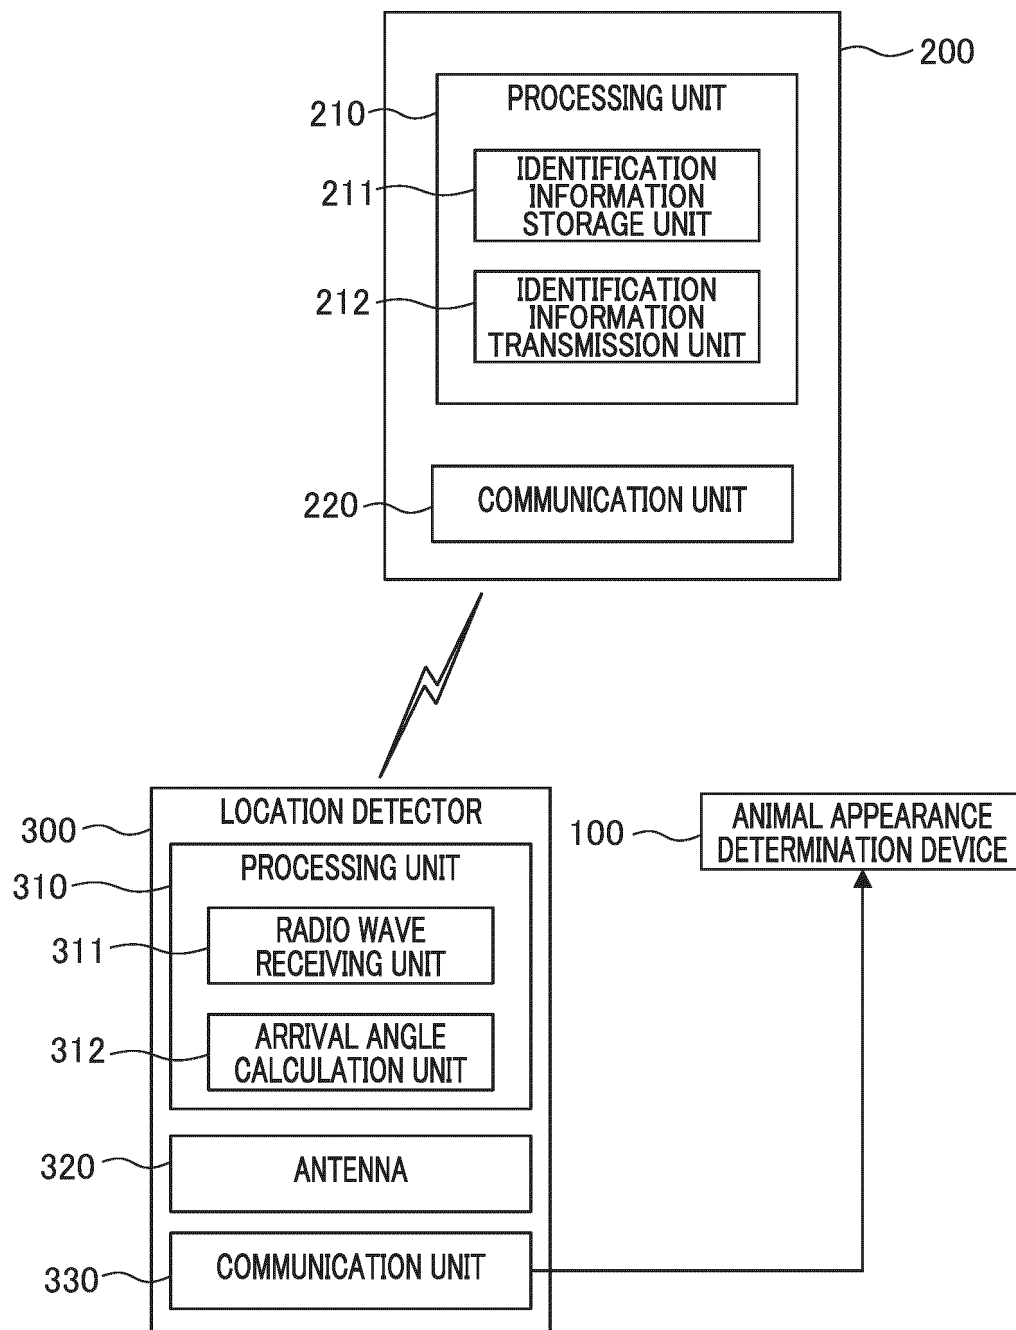 200
210
PROCESSING UNIT
211
IDENTIFICATION
INFORMATION
STORAGE UNIT
212
IDENTIFICATION
INFORMATION
TRANSMISSION UNIT
220
COMMUNICATION UNIT
300
LOCATION DETECTOR
310
PROCESSING UNIT
311
RADIO WAVE
RECEIVING UNIT
312
ARRIVAL ANGLE
CALCULATION UNIT
320
ANTENNA
330
COMMUNICATION UNIT
100
ANIMAL APPEARANCE
DETERMINATION DEVICE